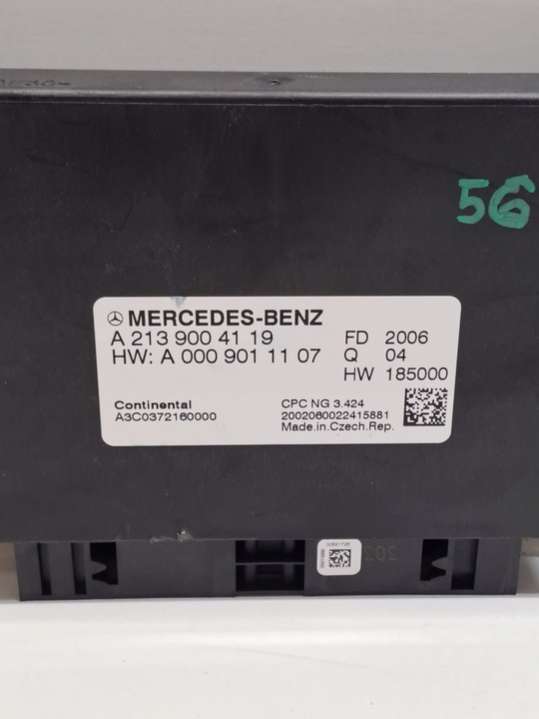 56
MERCEDES-BENZ
A 213 900 41 19
HW: A 000 901 11 07
FD 2006
Q 04
HW 185000
Continental
A3C0372160000
CPC NG 3.424
2002060022415881
Made.in.Czech.Rep.